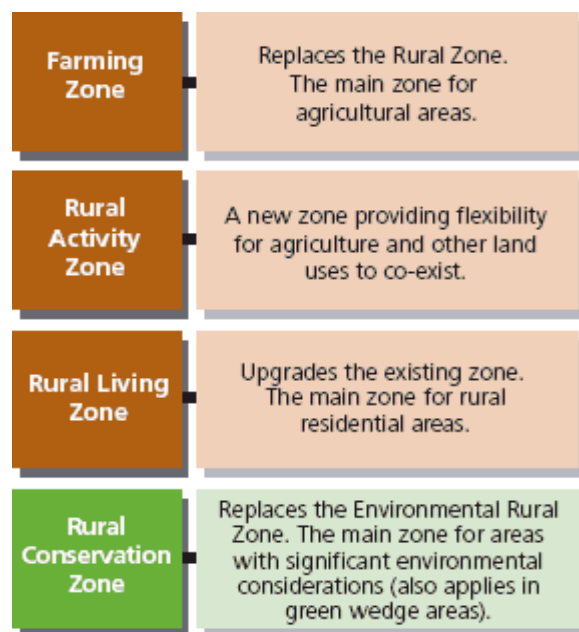 Farming
Zone
Replaces the Rural Zone.
The main zone for
agricultural areas.
Rural
Activity
Zone
A new zone providing flexibility
for agriculture and other land
uses to co-exist.
Rural Living
Zone
Upgrades the existing zone.
The main zone for rural
residential areas.
Rural
Conservation
Zone
Replaces the Environmental Rural
Zone. The main zone for areas
with significant environmental
considerations (also applies in
green wedge areas).